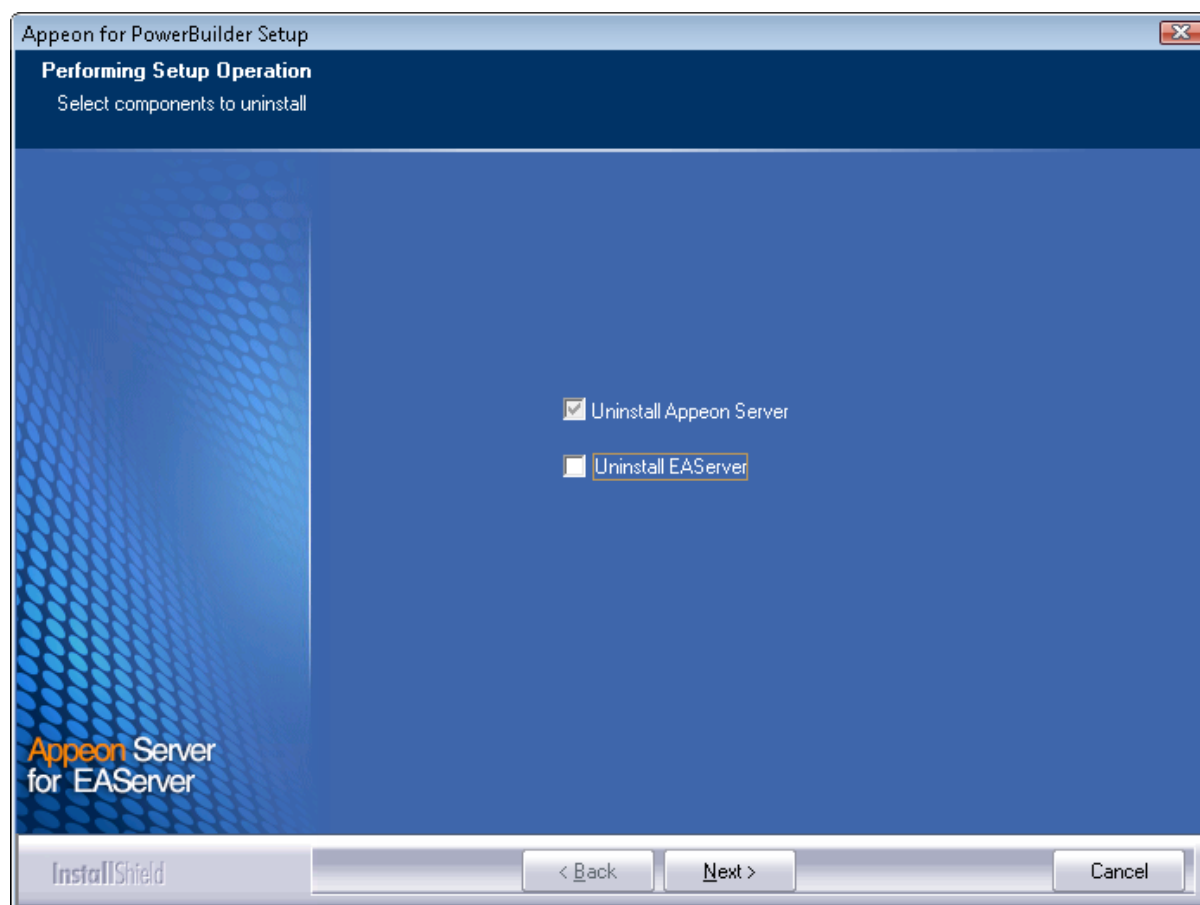 Appeon for PowerBuilder Setup
Performing Setup Operation
Select components to uninstall
Uninstall Appeon Server
Uninstall EAServer
Appeon Server
for EAServer
InstallShield
< Back
Next >
Cancel